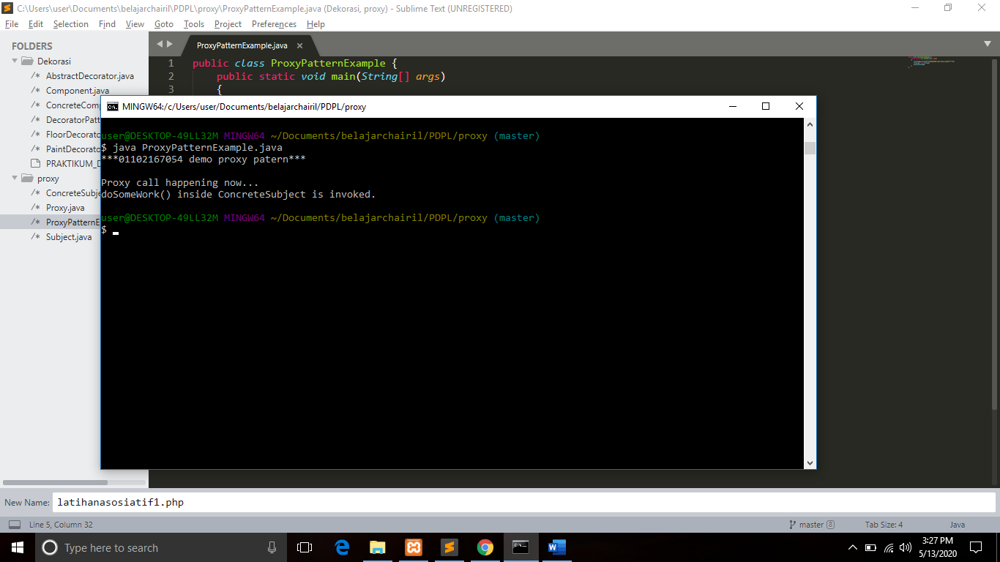 C:\Users\user\Documents\belajarchairil\PDPL\proxy\ProxyPatternExample.java (Dekorasi, proxy) - Sublime Text (UNREGISTERED)
File Edit Selection Find View Goto Tools Project Preferences Help
FOLDERS
Dekorasi
/* AbstractDecorator.java
/* Component.java
/* ConcreteComp
/* DecoratorPatt
/* FloorDecorato
/* PaintDecorato
PRAKTIKUM_D
proxy
/* ConcreteSubje
/* Proxy.java
/* ProxyPatternE
/* Subject.java
ProxyPatternExample.java
1 public class ProxyPatternExample {
2 public static void main(String[] args)
3 {
MINGW64:/c/Users/user/Documents/belajarchairil/PDPL/proxy
user@DESKTOP-49LL32M MINGW64 ~/Documents/belajarchairil/PDPL/proxy (master)
$ java ProxyPatternExample.java
***01102167054 demo proxy patern***
Proxy call happening now...
doSomeWork() inside ConcreteSubject is invoked.
user@DESKTOP-49LL32M MINGW64 ~/Documents/belajarchairil/PDPL/proxy (master)
$
New Name: latihanasosiatif1.php
Line 5, Column 32
master 8
Tab Size: 4
Java
Type here to search
3:27 PM
5/13/2020